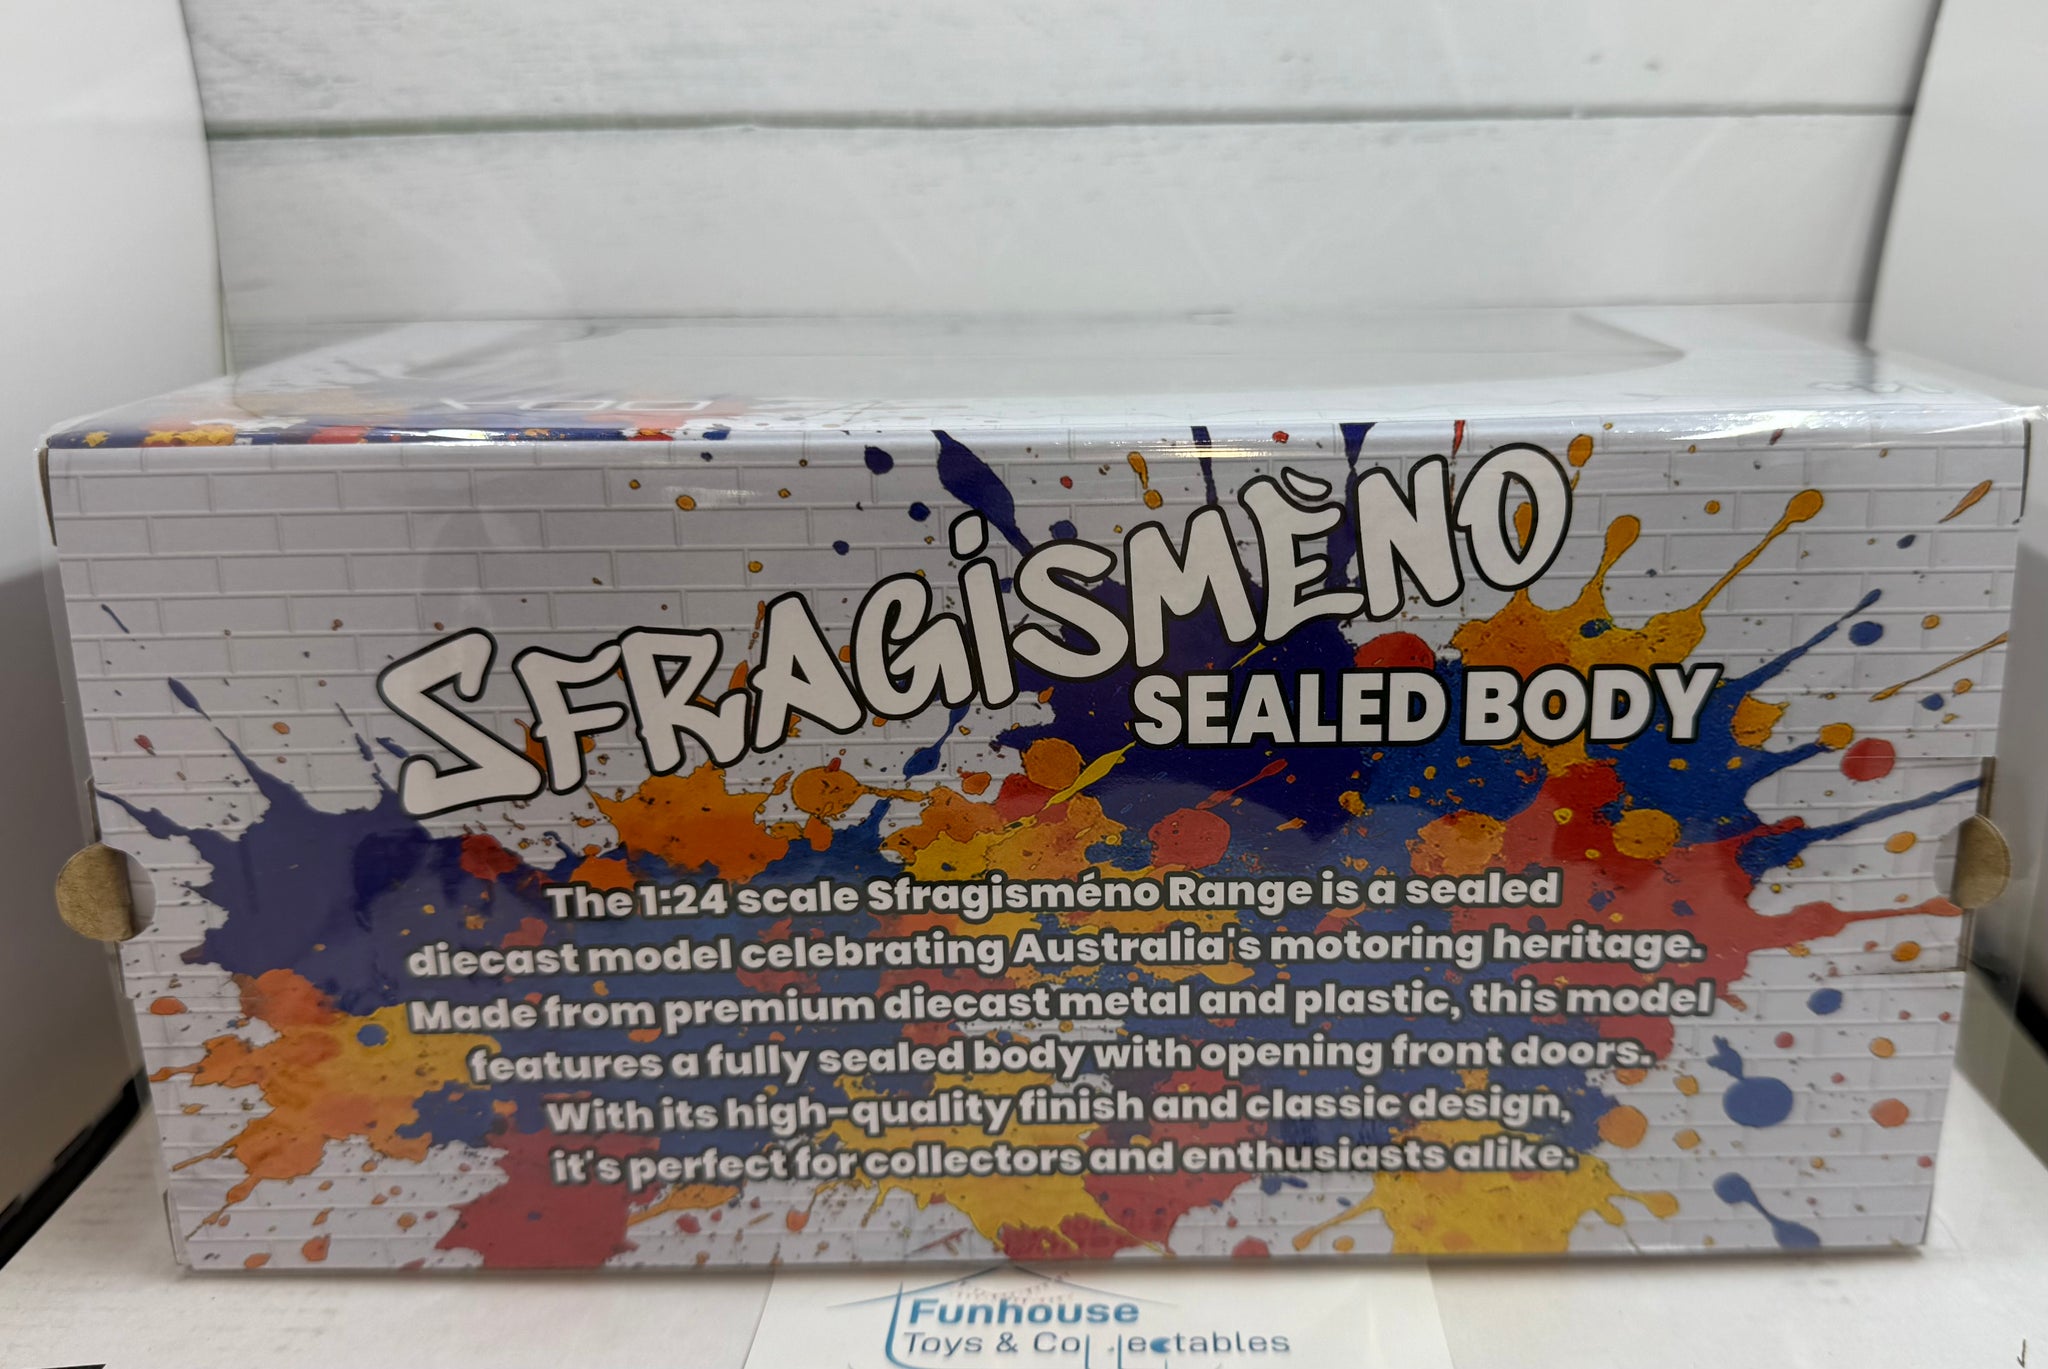 SFRAGiSMÈNO
SEALED BODY
The 1:24 scale Sfragisméno Range is a sealed
diecast model celebrating Australia's motoring heritage.
Made from premium diecast metal and plastic, this model
features a fully sealed body with opening front doors.
With its high-quality finish and classic design,
it's perfect for collectors and enthusiasts alike.
Funhouse
Toys & Collectables